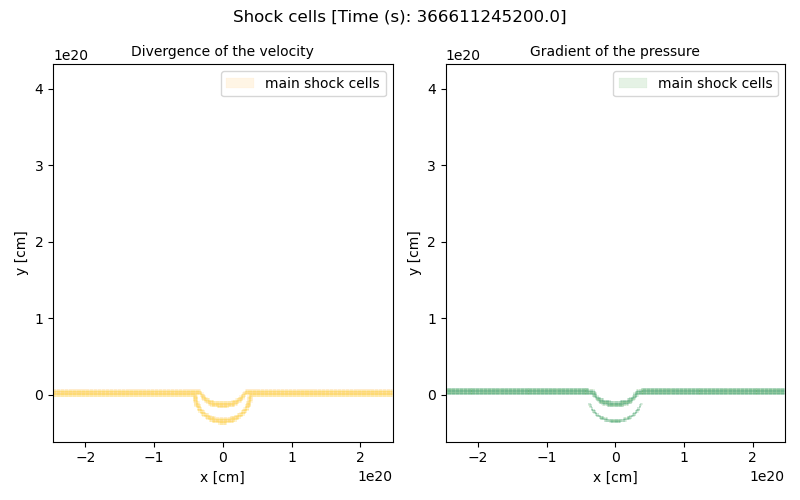 Shock cells [Time (s): 366611245200.0]
Divergence of the velocity
1e20
main shock cells
4
3
2
1
0
y [cm]
−2 −1 0 1 2
x [cm]
1e20
Gradient of the pressure
1e20
main shock cells
4
3
2
1
0
y [cm]
−2 −1 0 1 2
x [cm]
1e20